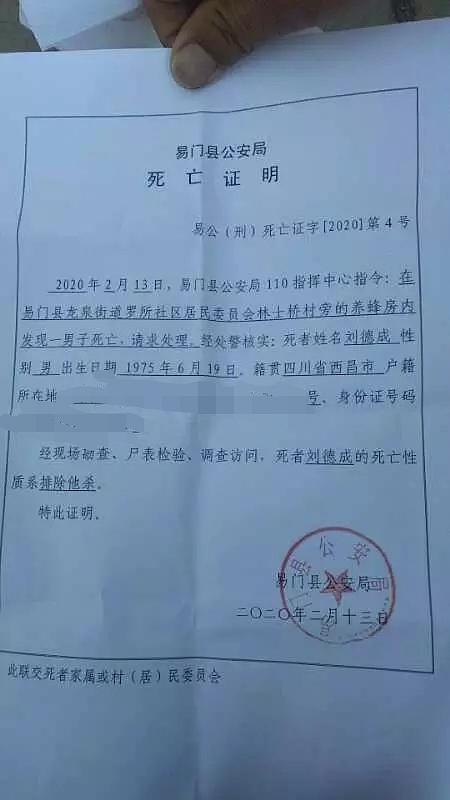 易门县公安局
死亡证明
易公（刑）死亡证字[2020]第4号
2020年2月13日，易门县公安局110指挥中心指令：在
易门县龙泉街道罗所社区居民委员会林士桥村旁的养蜂房内
发现一男子死亡，请求处理。经处警核实：死者姓名刘德成 性
别 男 出生日期 1975年6月19日。籍贯四川省西昌市 户籍
所在地 号、身份证号码
经现场勘查、尸表检验、调查访问，死者刘德成的死亡性
质系排除他杀。
特此证明。
易门县公安局
二〇二〇年二月十三日
此联交死者家属或村（居）民委员会